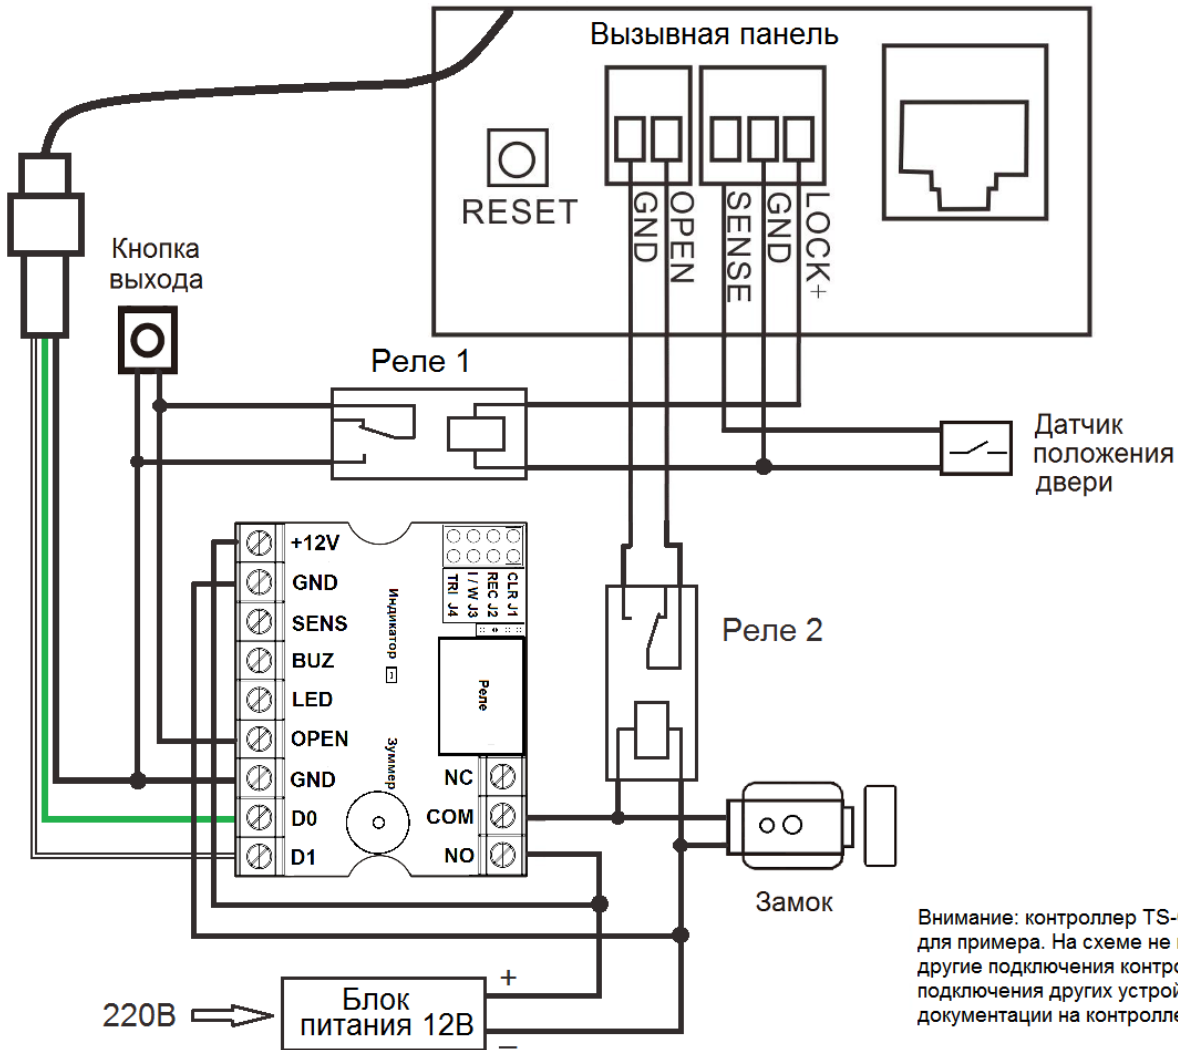 Вызывная панель
RESET
GND
OPEN
SENSE
GND
LOCK+
Кнопка
выхода
Реле 1
Датчик
положения
двери
+12V
GND
SENS
BUZ
LED
OPEN
GND
D0
D1
Индикатор
Зуммер
TRI J4
I / W J3
REC J2
CLR J1
Реле
NC
COM
NO
Реле 2
Замок
220В
Блок
питания 12В
+
–
Внимание: контроллер TS-
для примера. На схеме не
другие подключения
подключения других
документации на